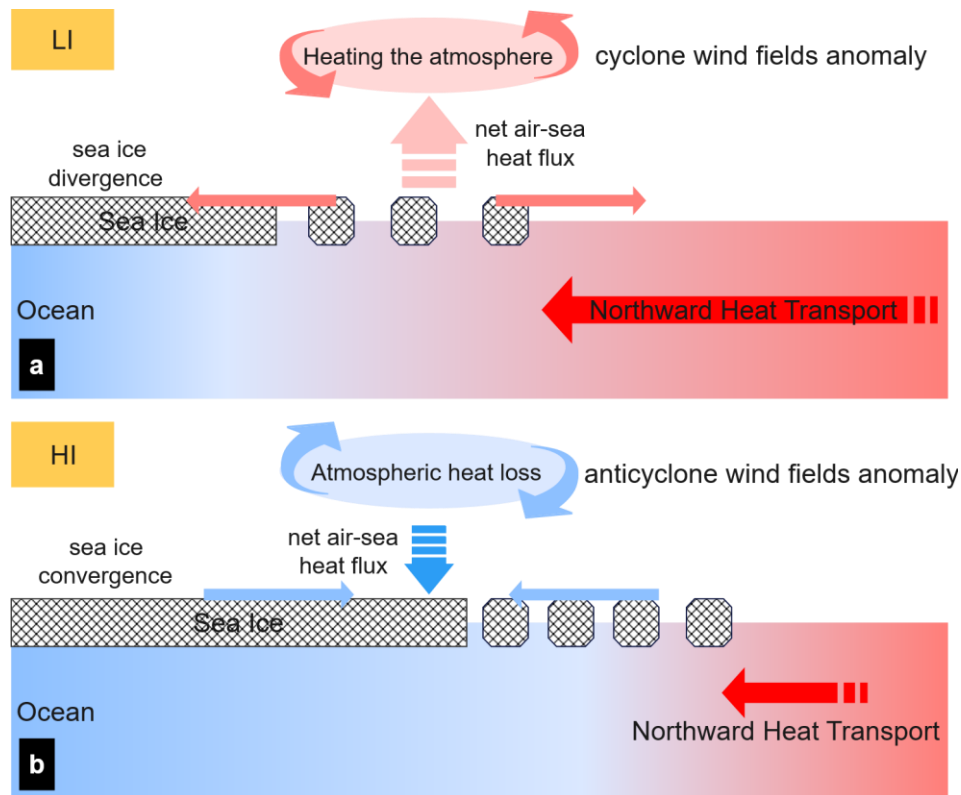 LI
Heating the atmosphere
cyclone wind fields anomaly
net air-sea
heat flux
sea ice
divergence
Sea Ice
Ocean
Northward Heat Transport
a
HI
Atmospheric heat loss
anticyclone wind fields anomaly
net air-sea
heat flux
sea ice
convergence
Sea Ice
Ocean
Northward Heat Transport
b